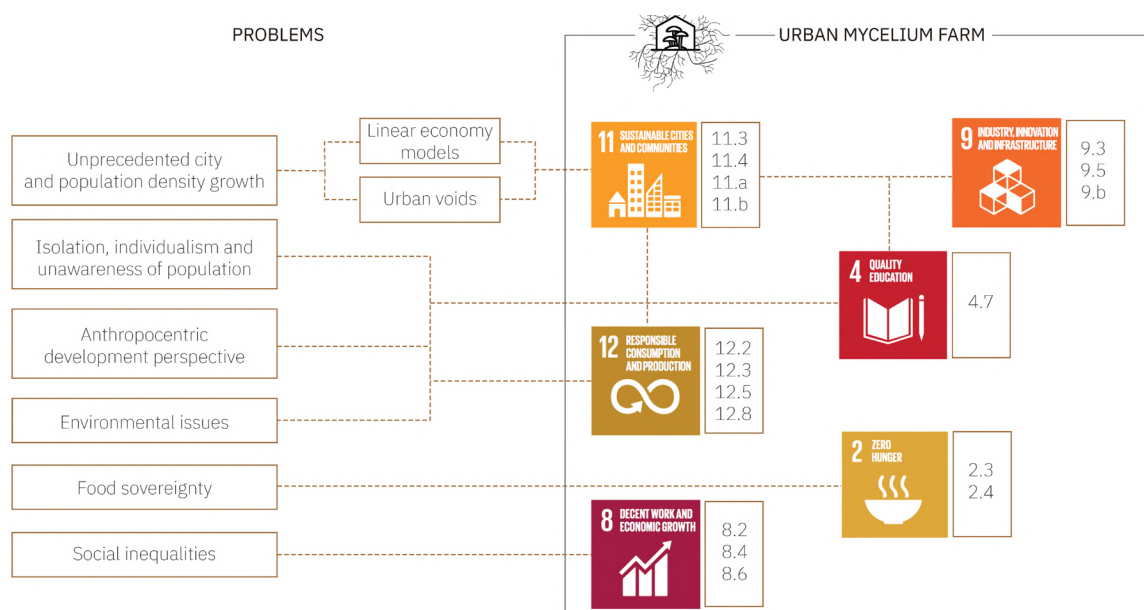 PROBLEMS
URBAN MYCELIUM FARM
Unprecedented city
and population density growth
Linear economy
models
Urban voids
11 SUSTAINABLE CITIES
AND COMMUNITIES
11.3
11.4
11.a
11.b
9 INDUSTRY, INNOVATION
AND INFRASTRUCTURE
9.3
9.5
9.b
Isolation, individualism and
unawareness of population
4 QUALITY
EDUCATION
4.7
Anthropocentric
development perspective
12 RESPONSIBLE
CONSUMPTION
AND PRODUCTION
12.2
12.3
12.5
12.8
Environmental issues
Food sovereignty
2 ZERO
HUNGER
2.3
2.4
Social inequalities
8 DECENT WORK AND
ECONOMIC GROWTH
8.2
8.4
8.6